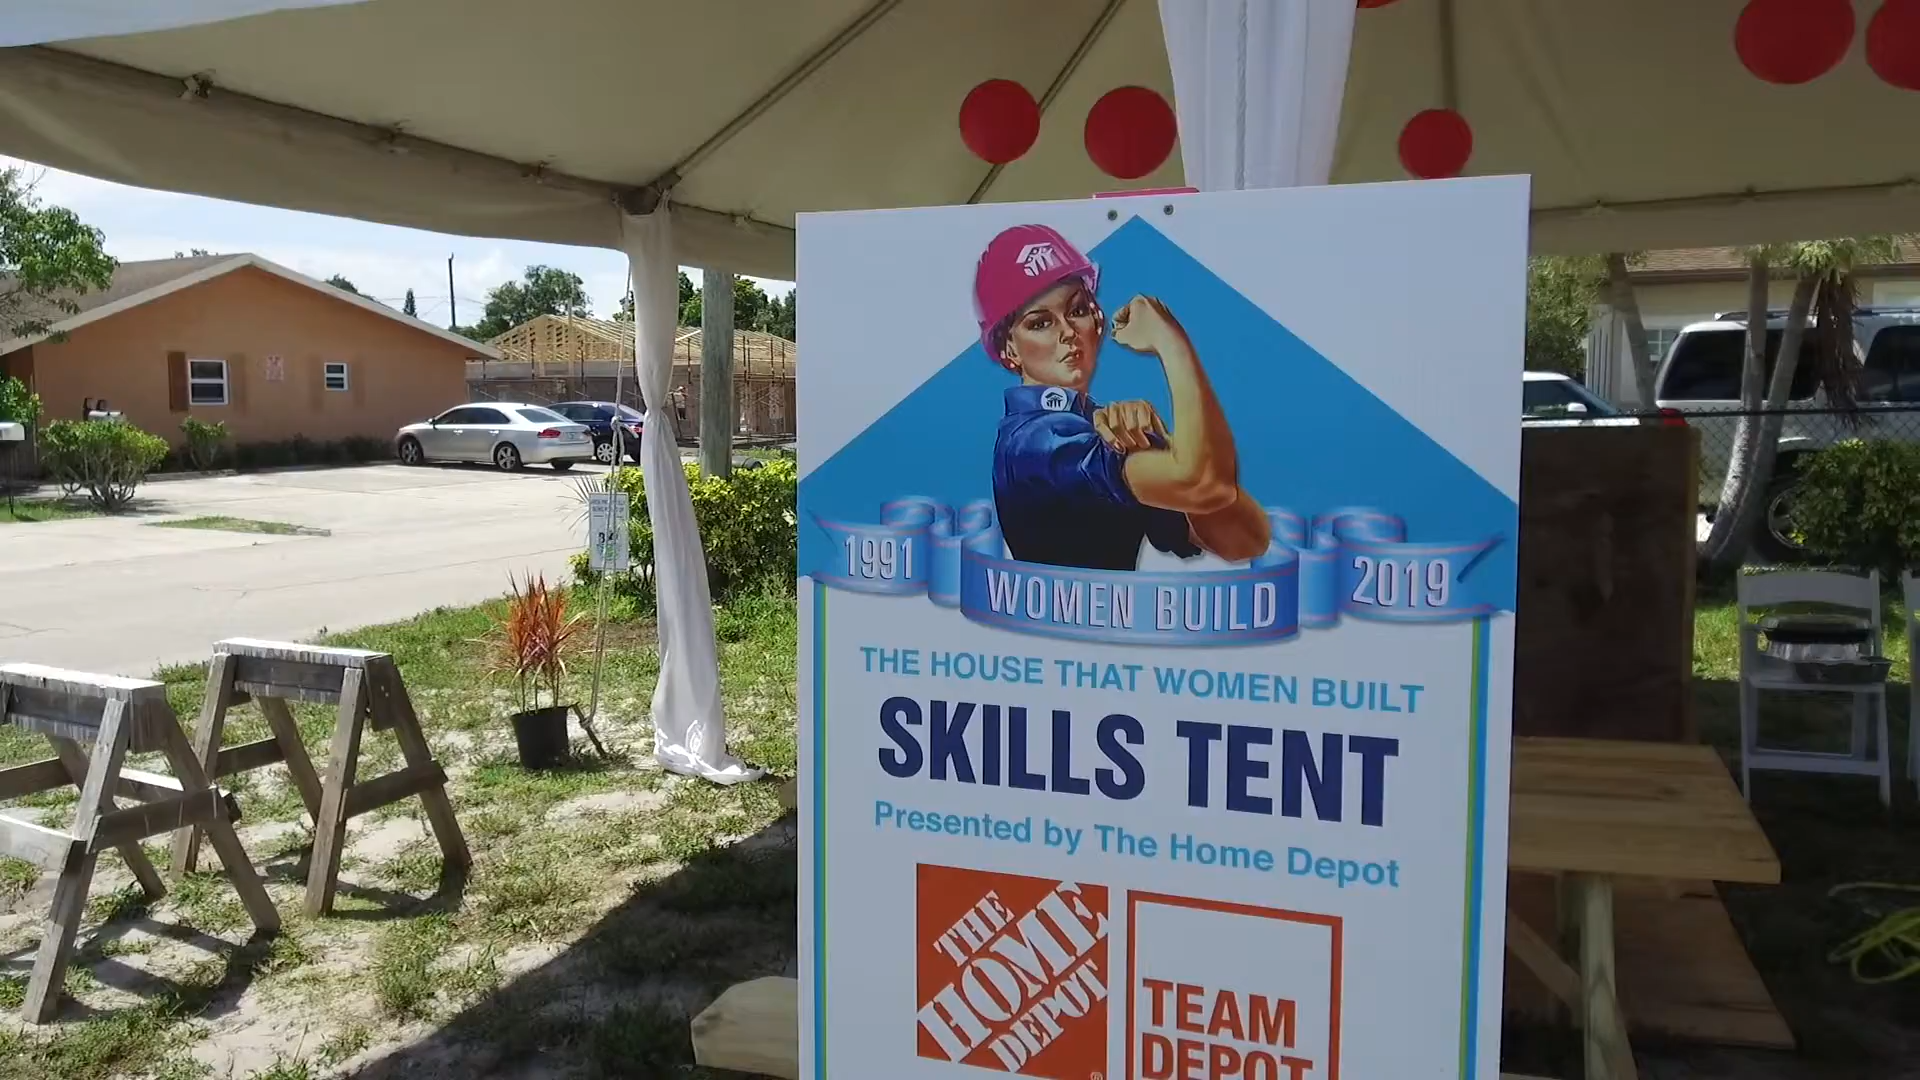 1991
WOMEN BUILD
2019
THE HOUSE THAT WOMEN BUILT
SKILLS TENT
Presented by The Home Depot
THE
HOME
DEPOT
TEAM
DEPOT